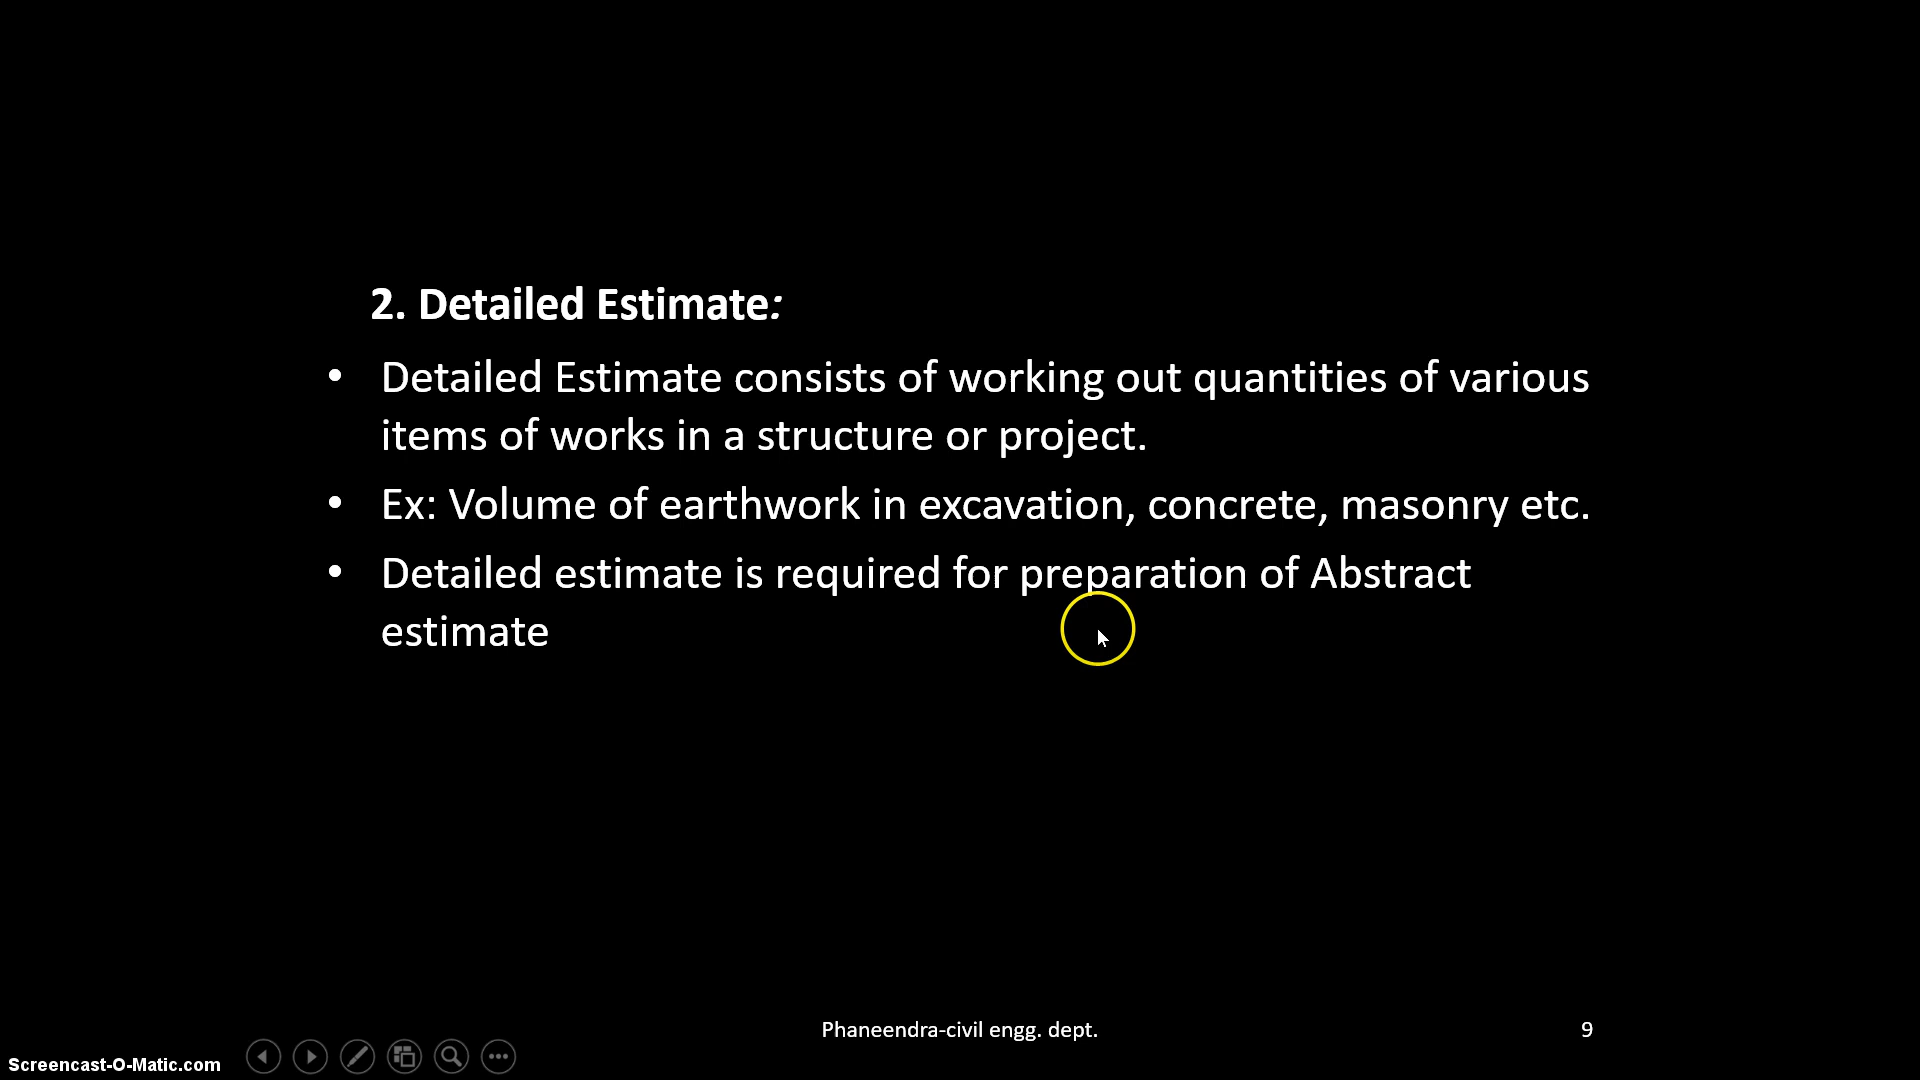 2. Detailed Estimate:
• Detailed Estimate consists of working out quantities of various
items of works in a structure or project.
• Ex: Volume of earthwork in excavation, concrete, masonry etc.
• Detailed estimate is required for preparation of Abstract
estimate
Phaneendra-civil engg. dept.
9
Screencast-O-Matic.com